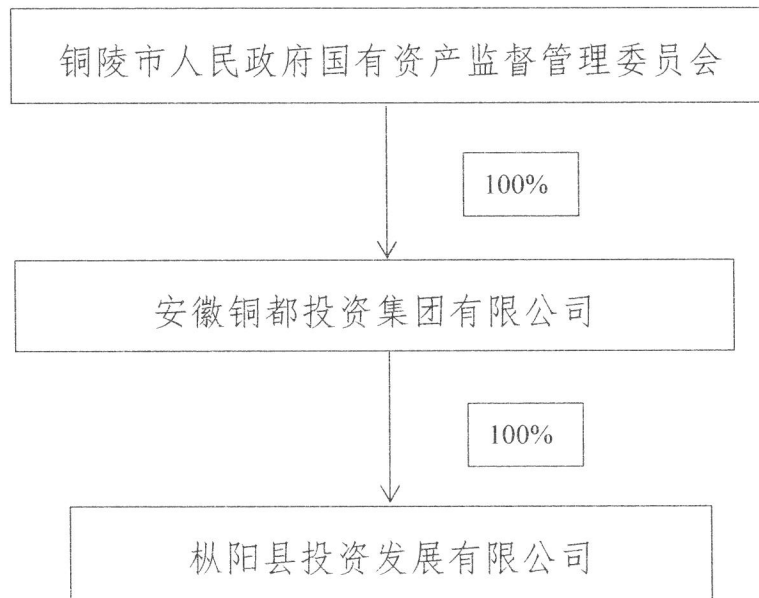 铜陵市人民政府国有资产监督管理委员会
100%
安徽铜都投资集团有限公司
100%
枞阳县投资发展有限公司